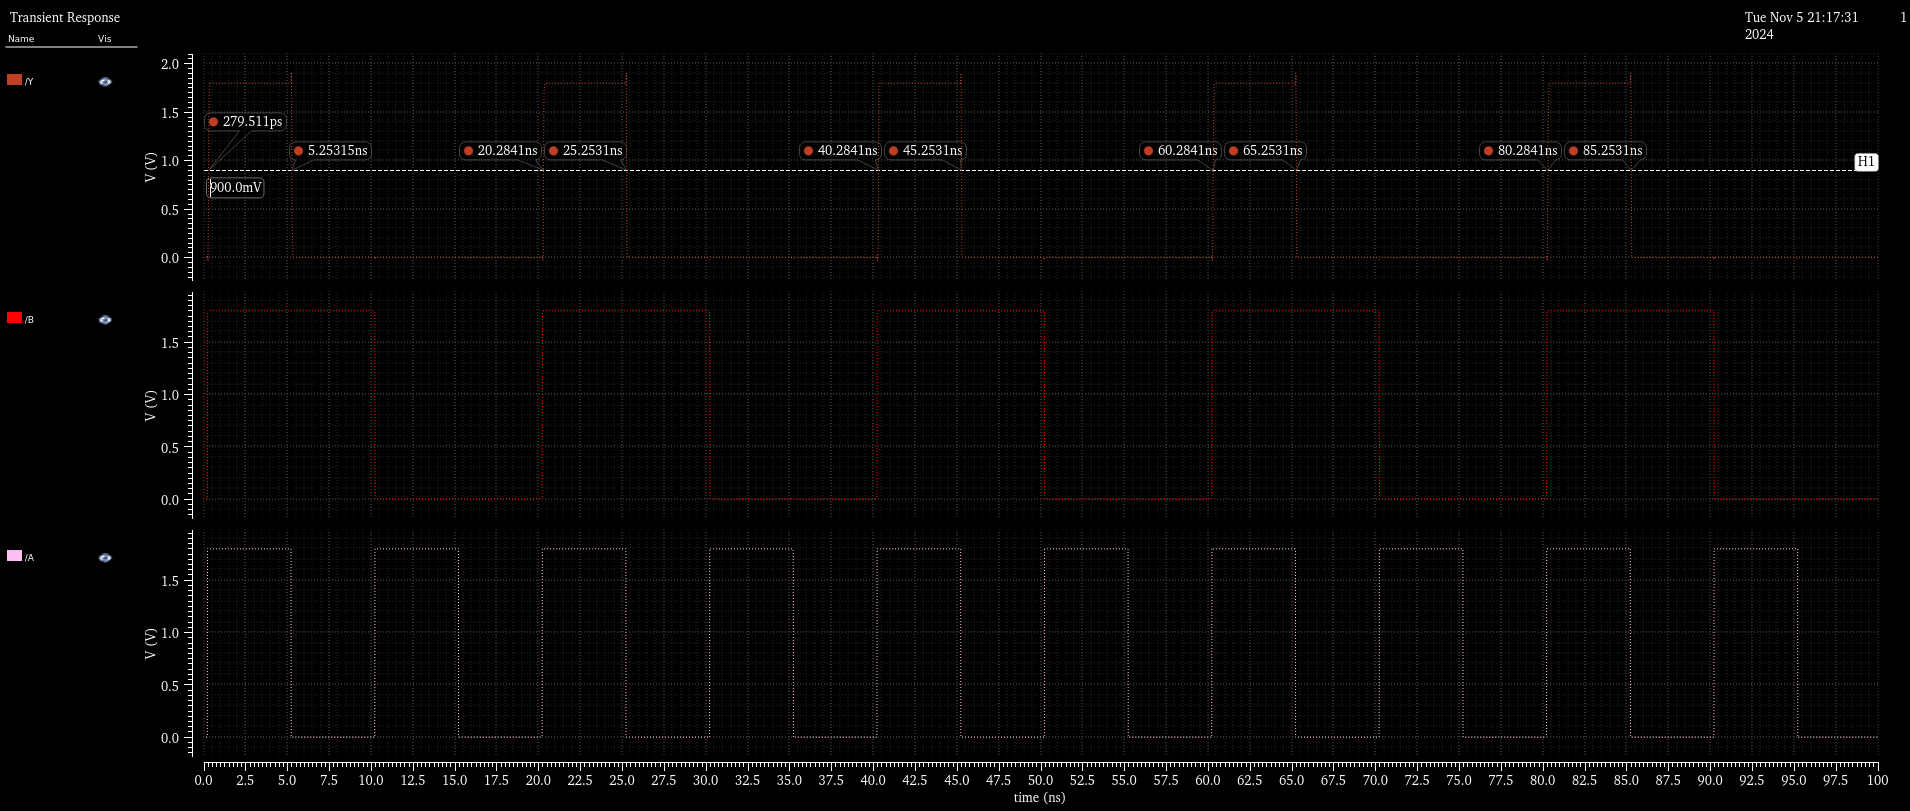 Transient Response
Tue Nov 5 21:17:31 1
2024
Name Vis
/Y
2.0
1.5
1.0
0.5
0.0
V (V)
279.511ps
5.25315ns
20.2841ns
25.2531ns
40.2841ns
45.2531ns
60.2841ns
65.2531ns
80.2841ns
85.2531ns
H1
900.0mV
/B
1.5
1.0
0.5
0.0
V (V)
/A
1.5
1.0
0.5
0.0
V (V)
0.0 2.5 5.0 7.5 10.0 12.5 15.0 17.5 20.0 22.5 25.0 27.5 30.0 32.5 35.0 37.5 40.0 42.5 45.0 47.5 50.0 52.5 55.0 57.5 60.0 62.5 65.0 67.5 70.0 72.5 75.0 77.5 80.0 82.5 85.0 87.5 90.0 92.5 95.0 97.5 100
time (ns)